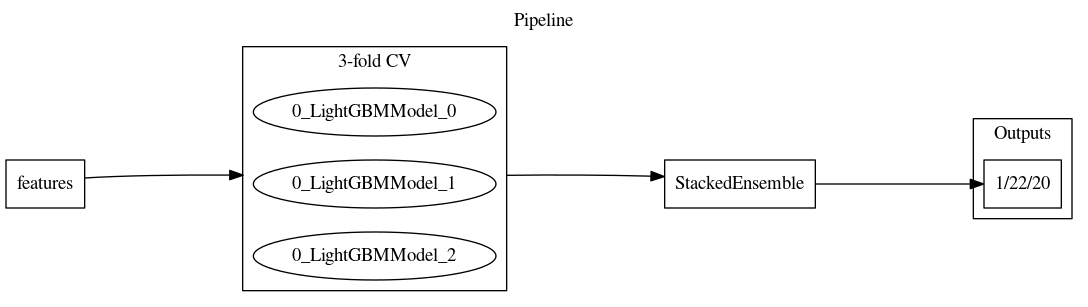 Pipeline
3-fold CV
0_LightGBMModel_0
features
0_LightGBMModel_1
0_LightGBMModel_2
StackedEnsemble
Outputs
1/22/20